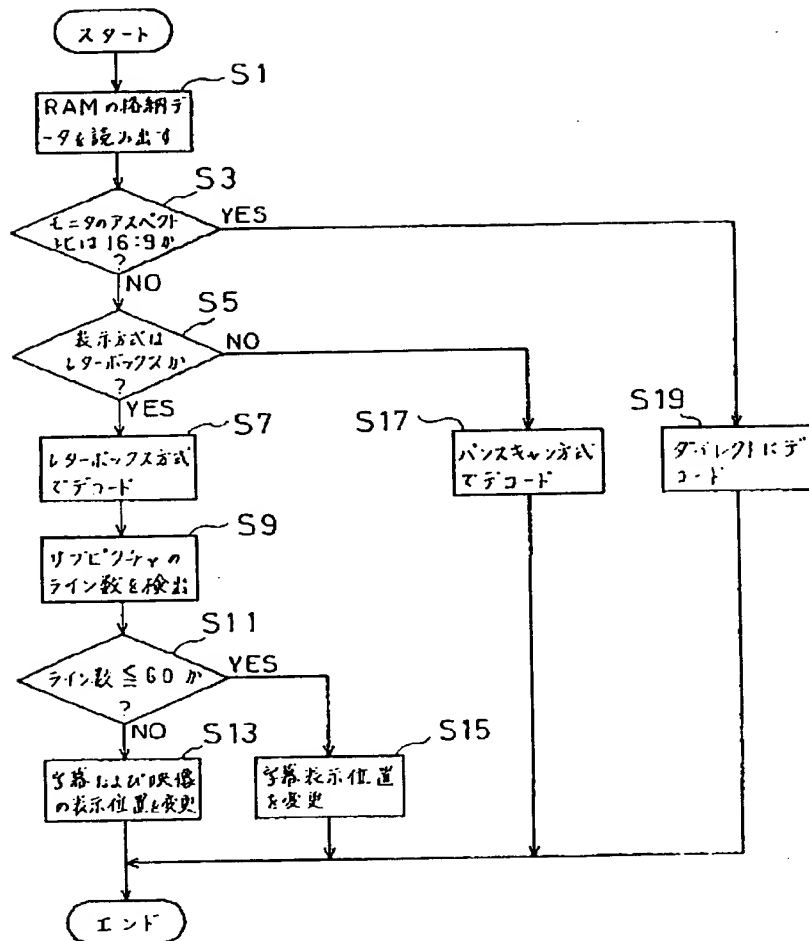 スタート
S1
RAMの格納デ
ータを読み出す
S3
モニタのアスペクト
比は16:9か
?
YES
NO
S5
表示方式は
レターボックスか
?
NO
YES
S7
レターボックス方式
でデコード
S17
パンスキャン方式
でデコード
S19
ダイレクトにデ
コード
S9
サブピクチャの
ライン数を検出
S11
ライン数≦60か
?
YES
NO
S13
字幕および映像
の表示位置を変更
S15
字幕表示位置
を変更
エンド